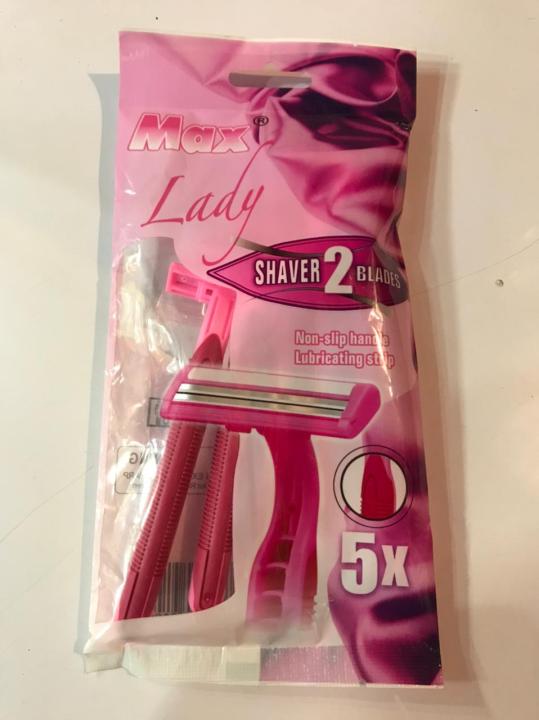 Max®
Lady
SHAVER 2 BLADES
Non-slip handle
Lubricating strip
5x